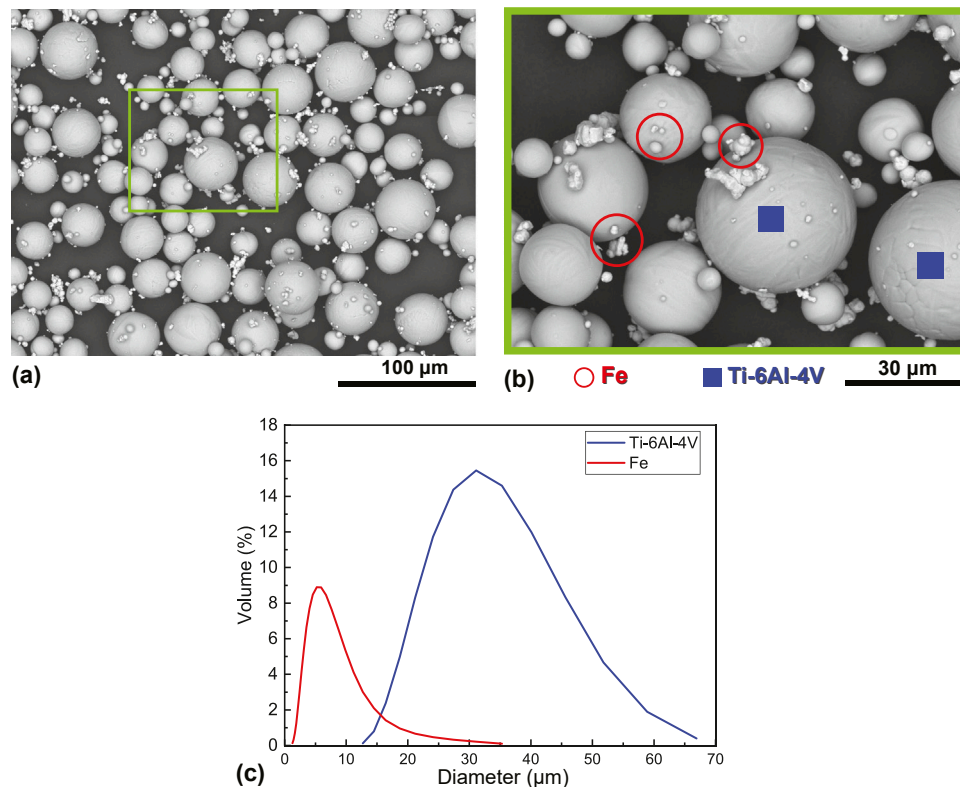 (a)
100 μm
(b)
Fe
Ti-6Al-4V
30 μm
18
16
14
12
10
8
6
4
2
0
Volume (%)
Ti-6Al-4V
Fe
0 10 20 30 40 50 60 70
(c)
Diameter (μm)